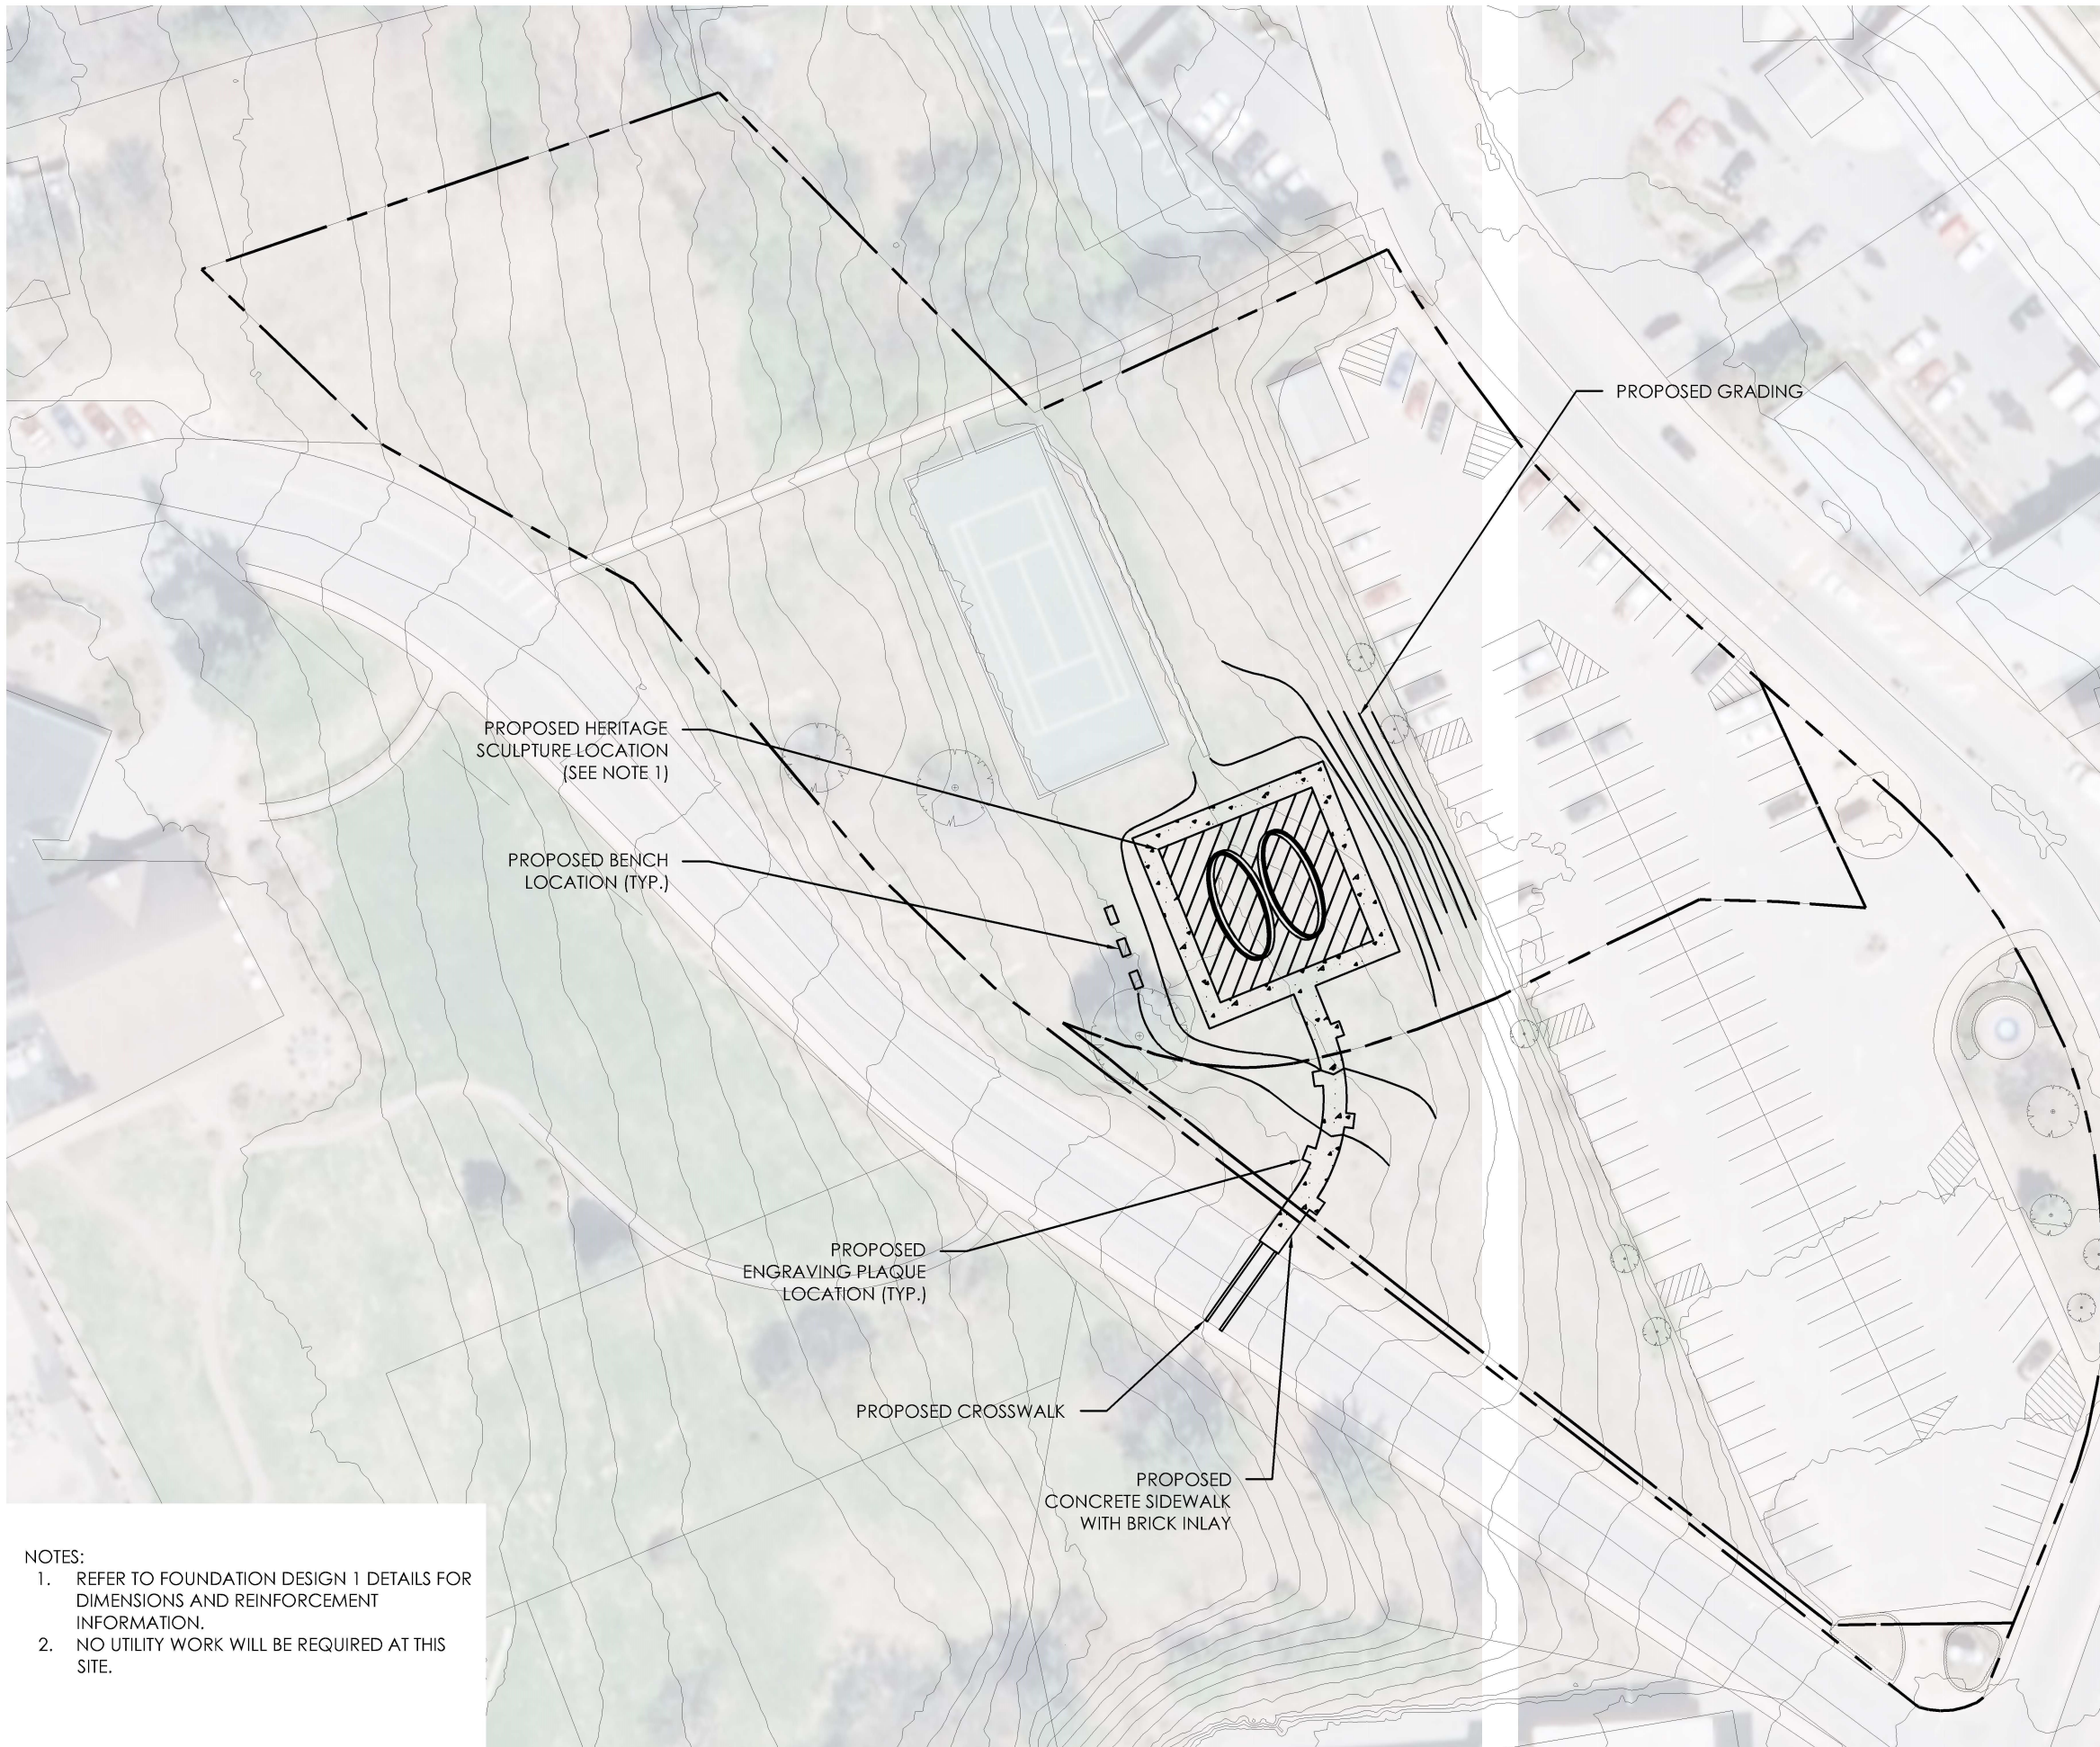 PROPOSED GRADING
PROPOSED HERITAGE
SCULPTURE LOCATION
(SEE NOTE 1)
PROPOSED BENCH
LOCATION (TYP.)
PROPOSED
ENGRAVING PLAQUE
LOCATION (TYP.)
PROPOSED CROSSWALK
PROPOSED
CONCRETE SIDEWALK
WITH BRICK INLAY
NOTES:
1. REFER TO FOUNDATION DESIGN 1 DETAILS FOR
DIMENSIONS AND REINFORCEMENT
INFORMATION.
2. NO UTILITY WORK WILL BE REQUIRED AT THIS
SITE.